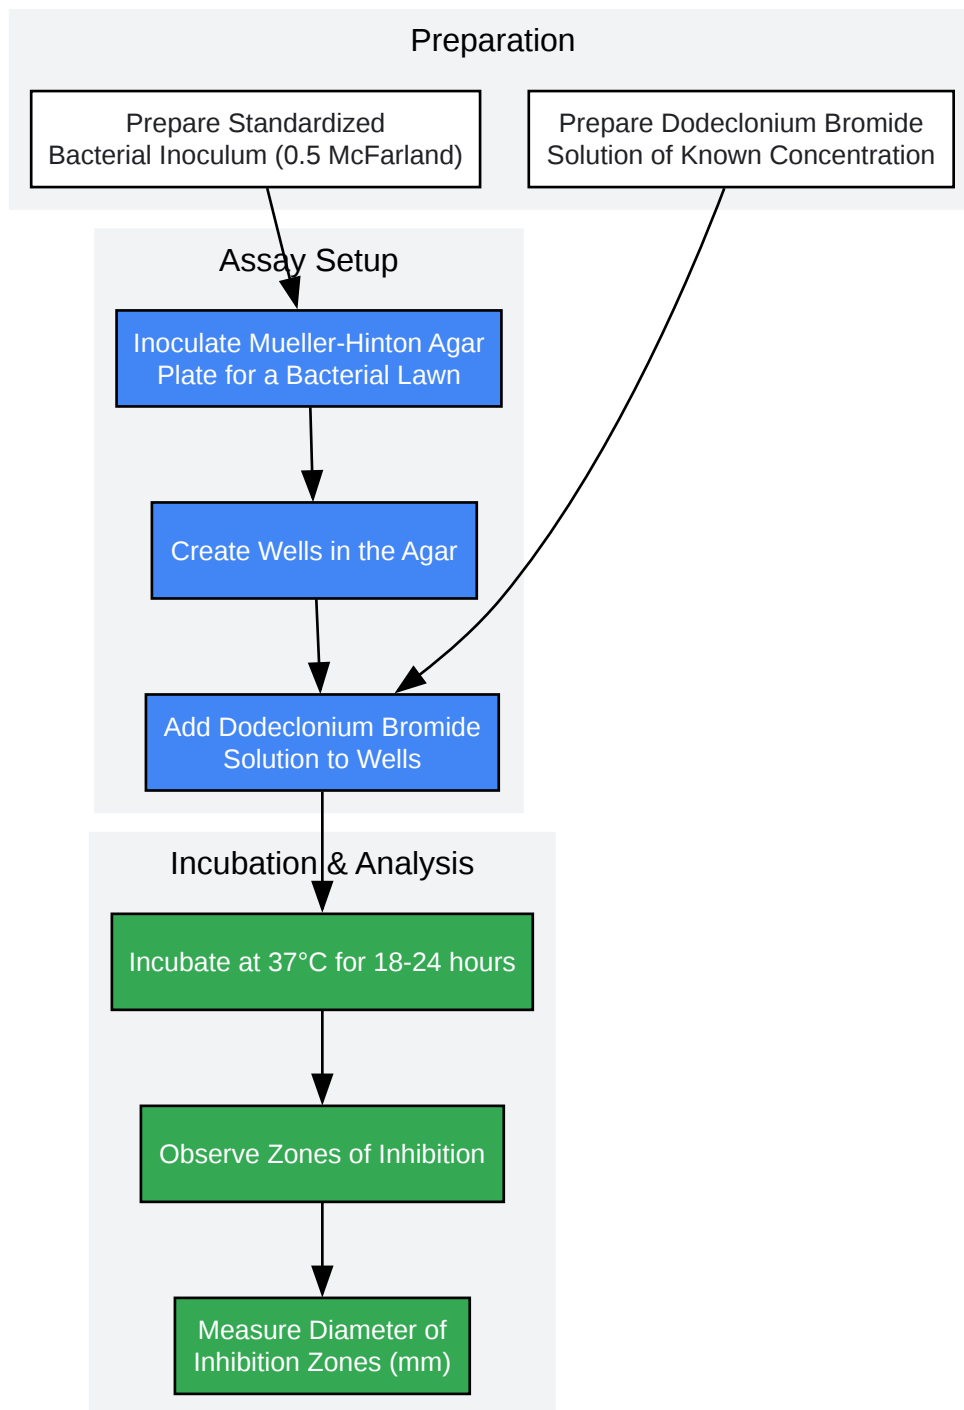 Preparation
Prepare Standardized
Bacterial Inoculum (0.5 McFarland)
Prepare Dodeclonium Bromide
Solution of Known Concentration
Assay Setup
Inoculate Mueller-Hinton Agar
Plate for a Bacterial Lawn
Create Wells in the Agar
Add Dodeclonium Bromide
Solution to Wells
Incubation & Analysis
Incubate at 37°C for 18-24 hours
Observe Zones of Inhibition
Measure Diameter of
Inhibition Zones (mm)